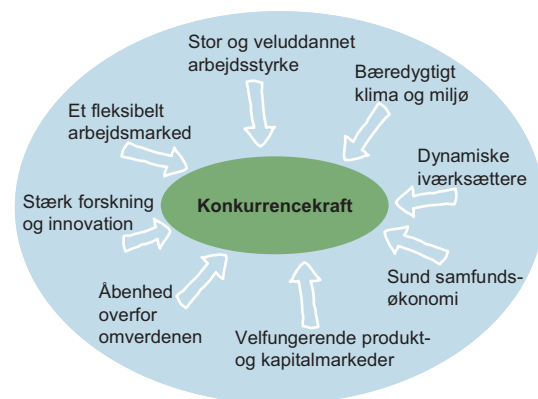 Stor og veluddannet
arbejdsstyrke
Bæredygtigt
klima og miljø
Et fleksibelt
arbejdsmarked
Dynamiske
iværksættere
Stærk forskning
og innovation
Konkurrencekraft
Sund samfunds-
økonomi
Åbenhed
overfor
omverdenen
Velfungerende produkt-
og kapitalmarkeder